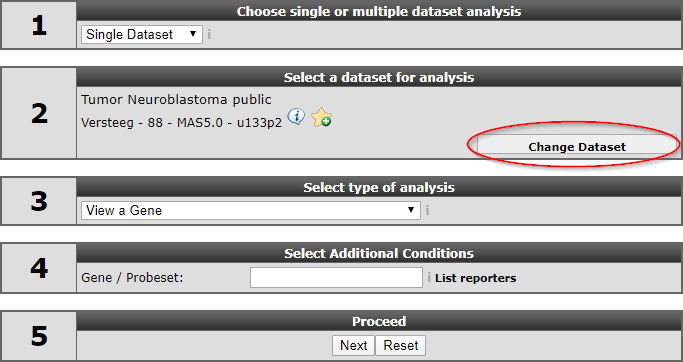 1
Choose single or multiple dataset analysis
Single Dataset
i
2
Select a dataset for analysis
Tumor Neuroblastoma public
Versteeg - 88 - MAS5.0 - u133p2 i
Change Dataset
3
Select type of analysis
View a Gene
i
4
Select Additional Conditions
Gene / Probeset: i List reporters
5
Proceed
Next Reset